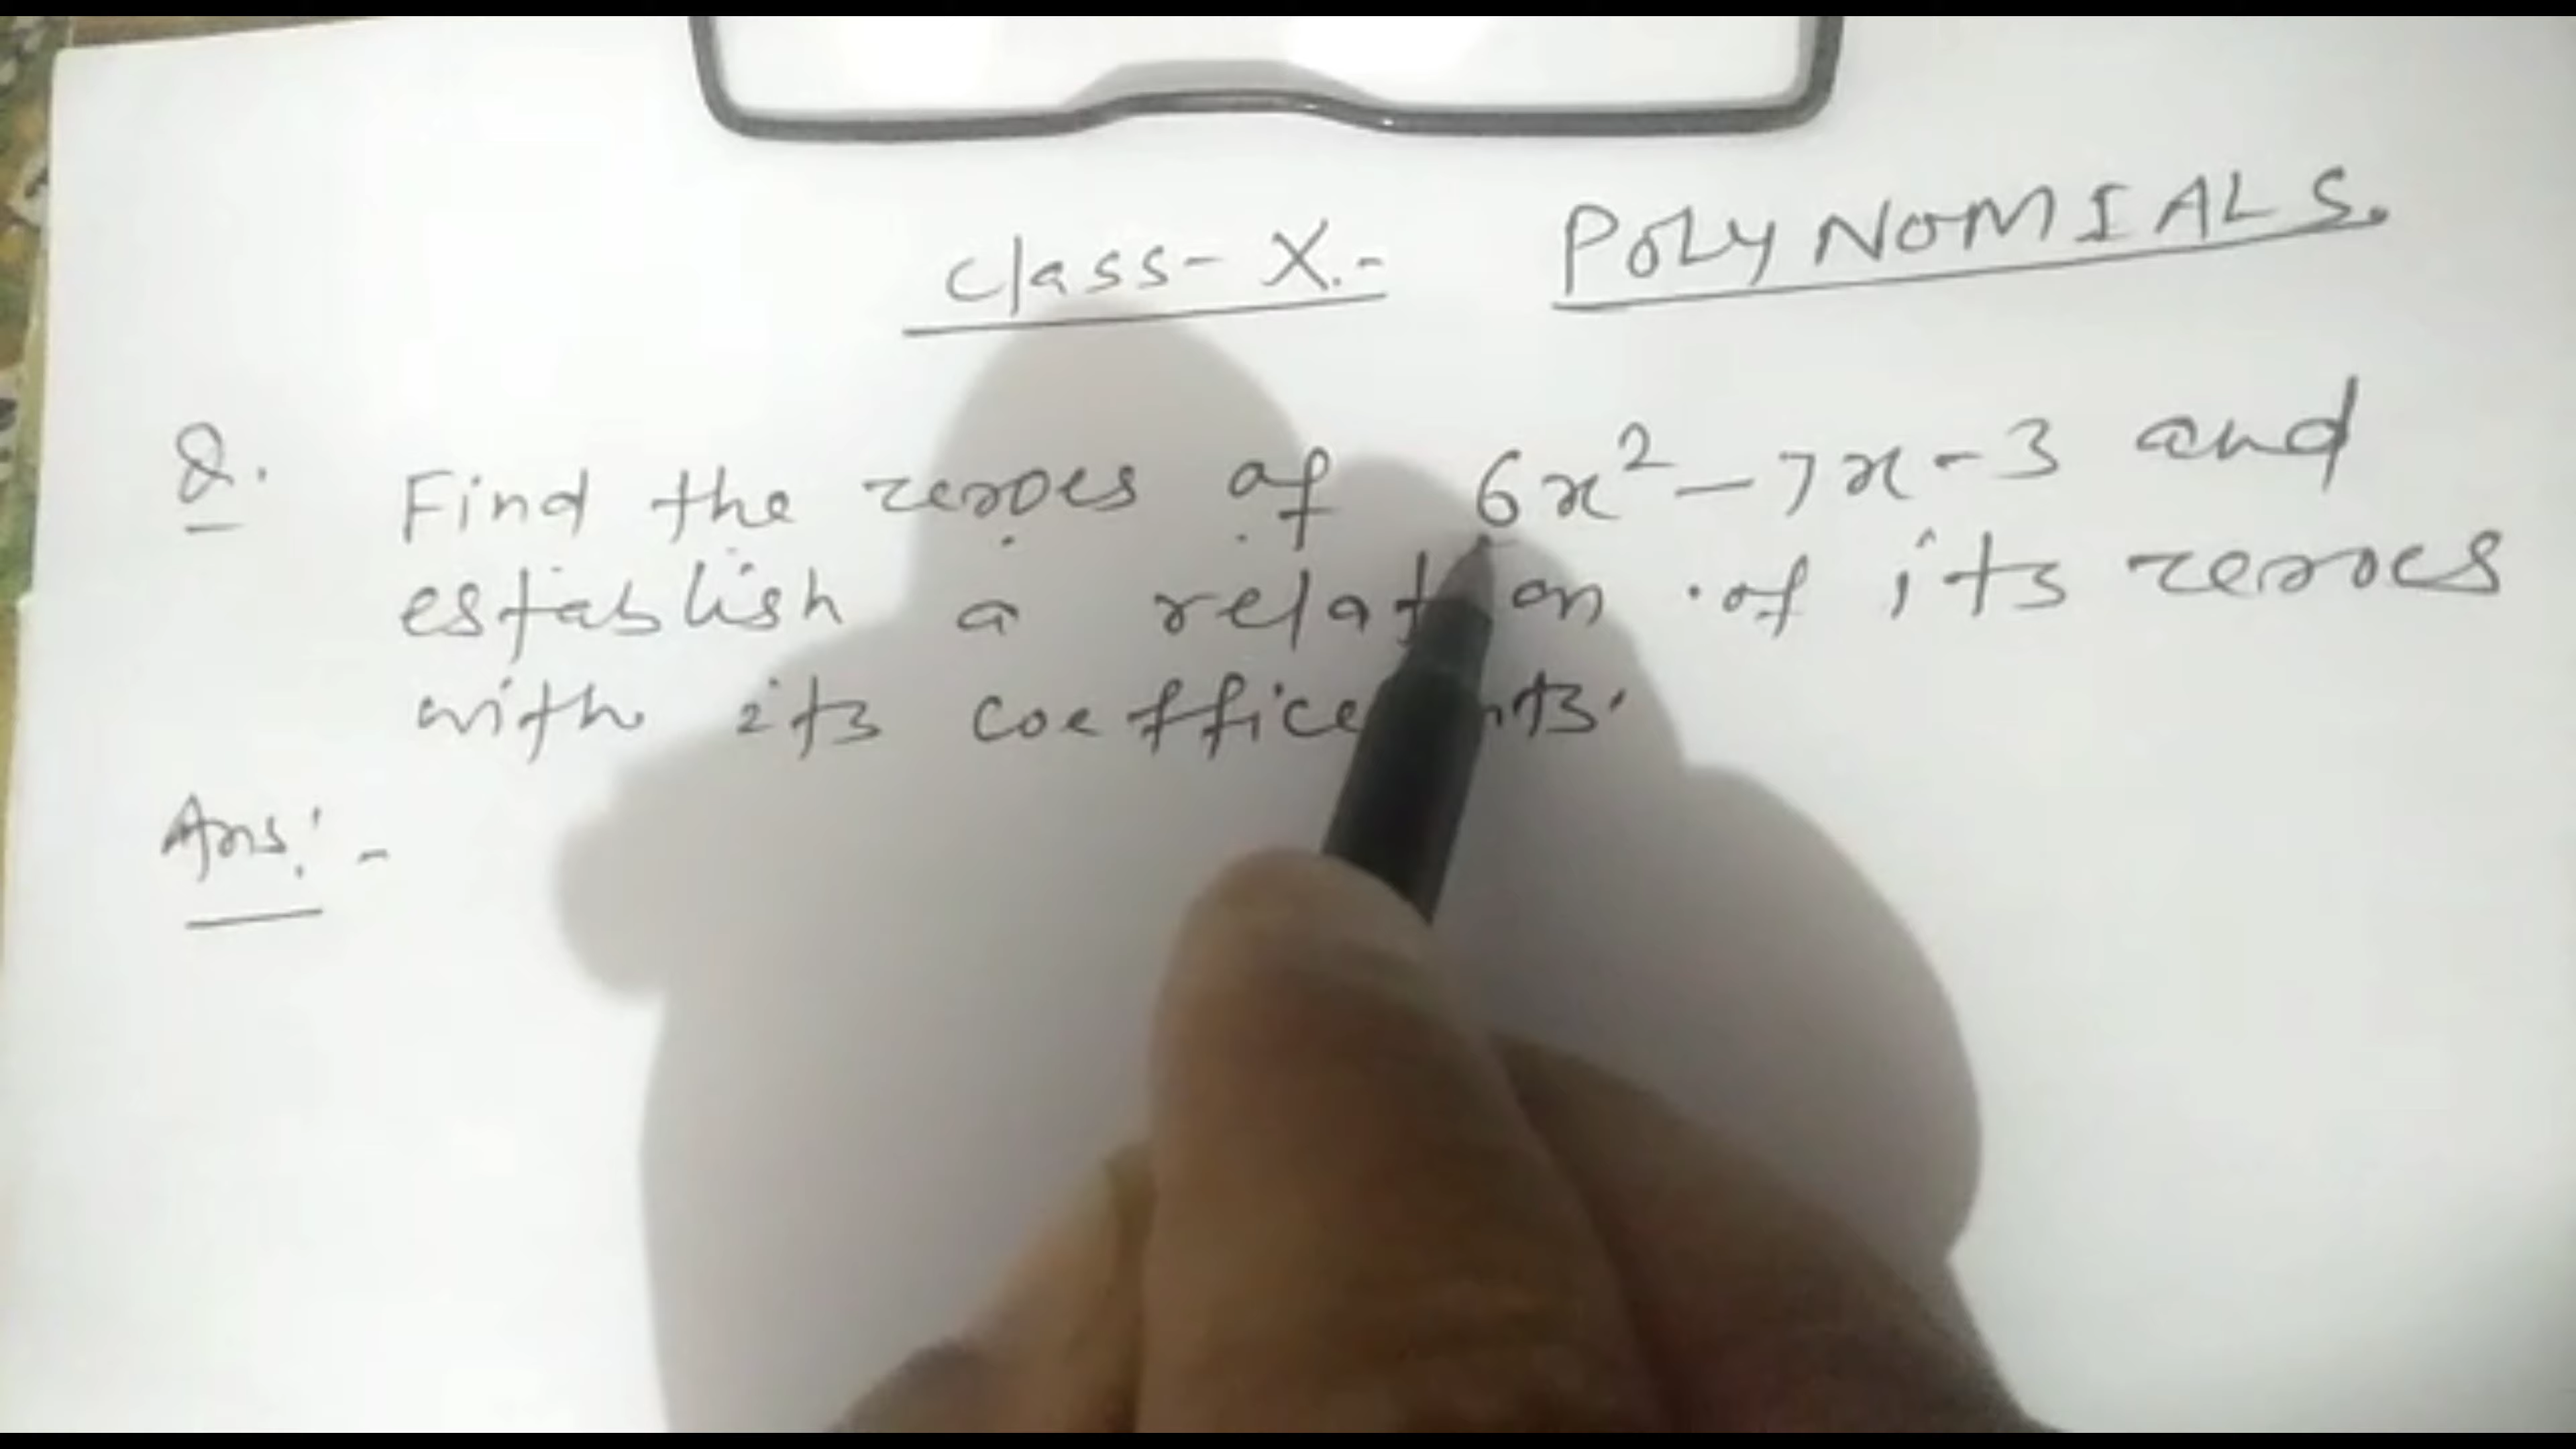 Class - X. - POLYNOMIALS.
Q. Find the zeroes of 6x² - 7x - 3 and
establish a relation of its zeroes
with its coefficients.
Ans: -